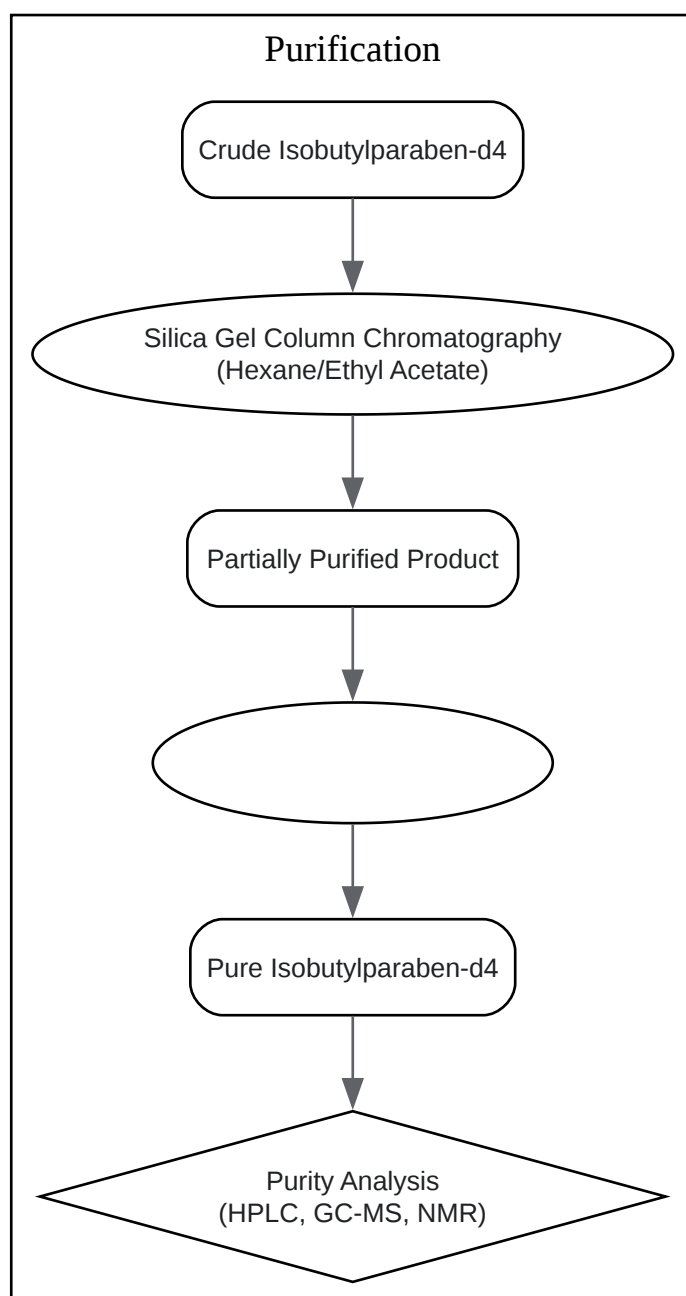 Purification
Crude Isobutylparaben-d4
Silica Gel Column Chromatography
(Hexane/Ethyl Acetate)
Partially Purified Product
Pure Isobutylparaben-d4
Purity Analysis
(HPLC, GC-MS, NMR)